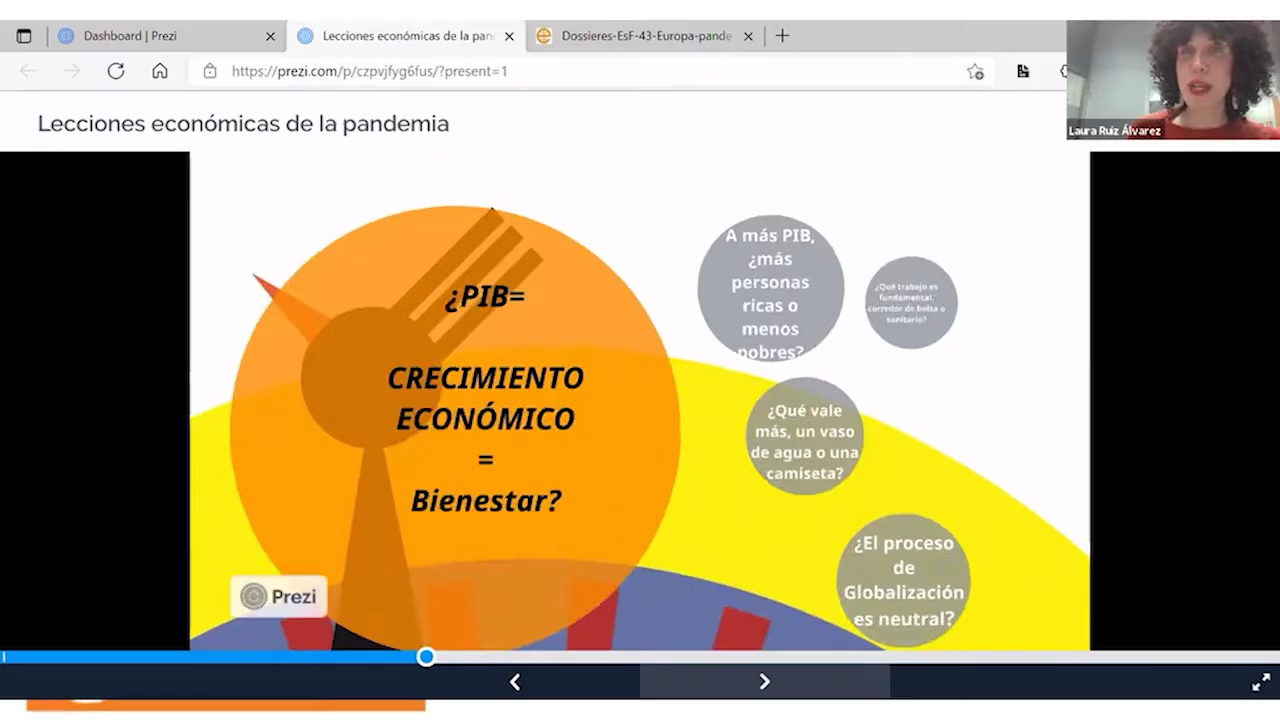 Dashboard | Prezi
Lecciones económicas de la pan
Dossieres-EsF-43-Europa-pande
https://prezi.com/p/czpvjfyg6fus/?present=1
Laura Ruiz Álvarez
Lecciones económicas de la pandemia
¿PIB=
CRECIMIENTO
ECONÓMICO
=
Bienestar?
A más PIB,
¿más
personas
ricas o
menos
pobres?
¿Qué trabajo es
fundamental,
corredor de bolsa o
sanitario?
¿Qué vale
más, un vaso
de agua o una
camiseta?
¿El proceso
de
Globalización
es neutral?
Prezi